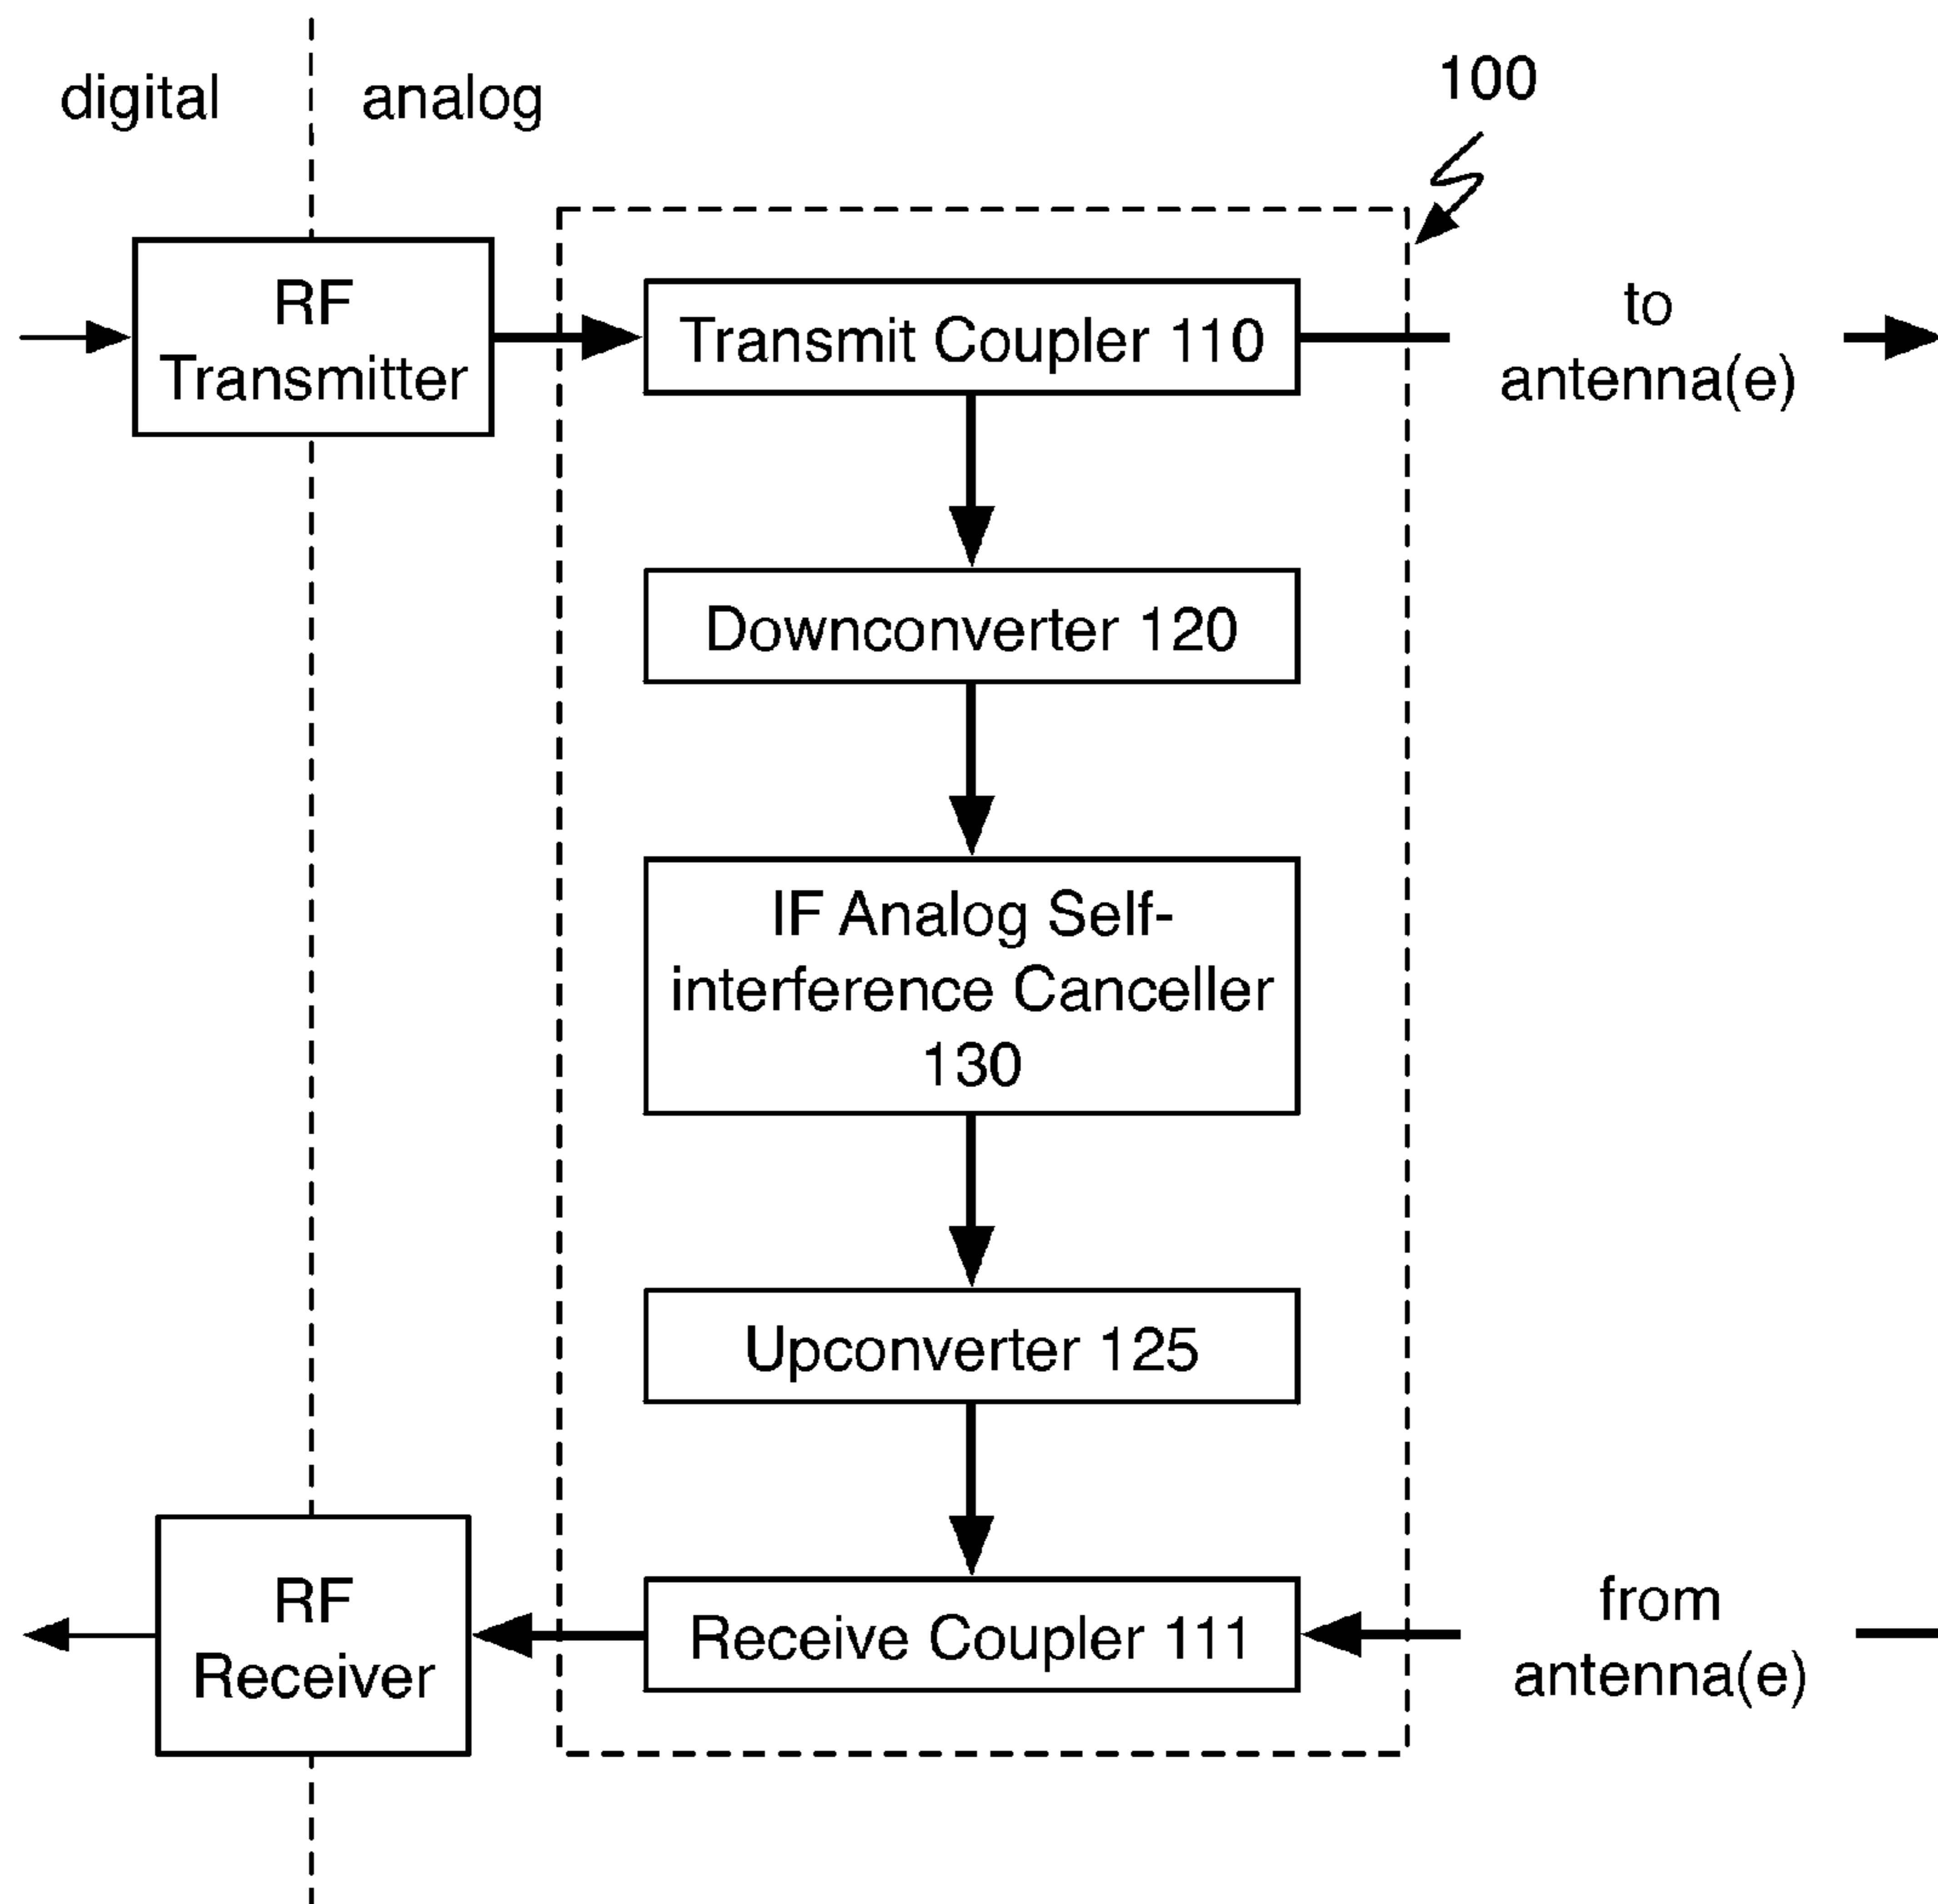 digital
analog
100
RF
Transmitter
Transmit Coupler 110
to
antenna(e)
Downconverter 120
IF Analog Self-
interference Canceller
130
Upconverter 125
RF
Receiver
Receive Coupler 111
from
antenna(e)